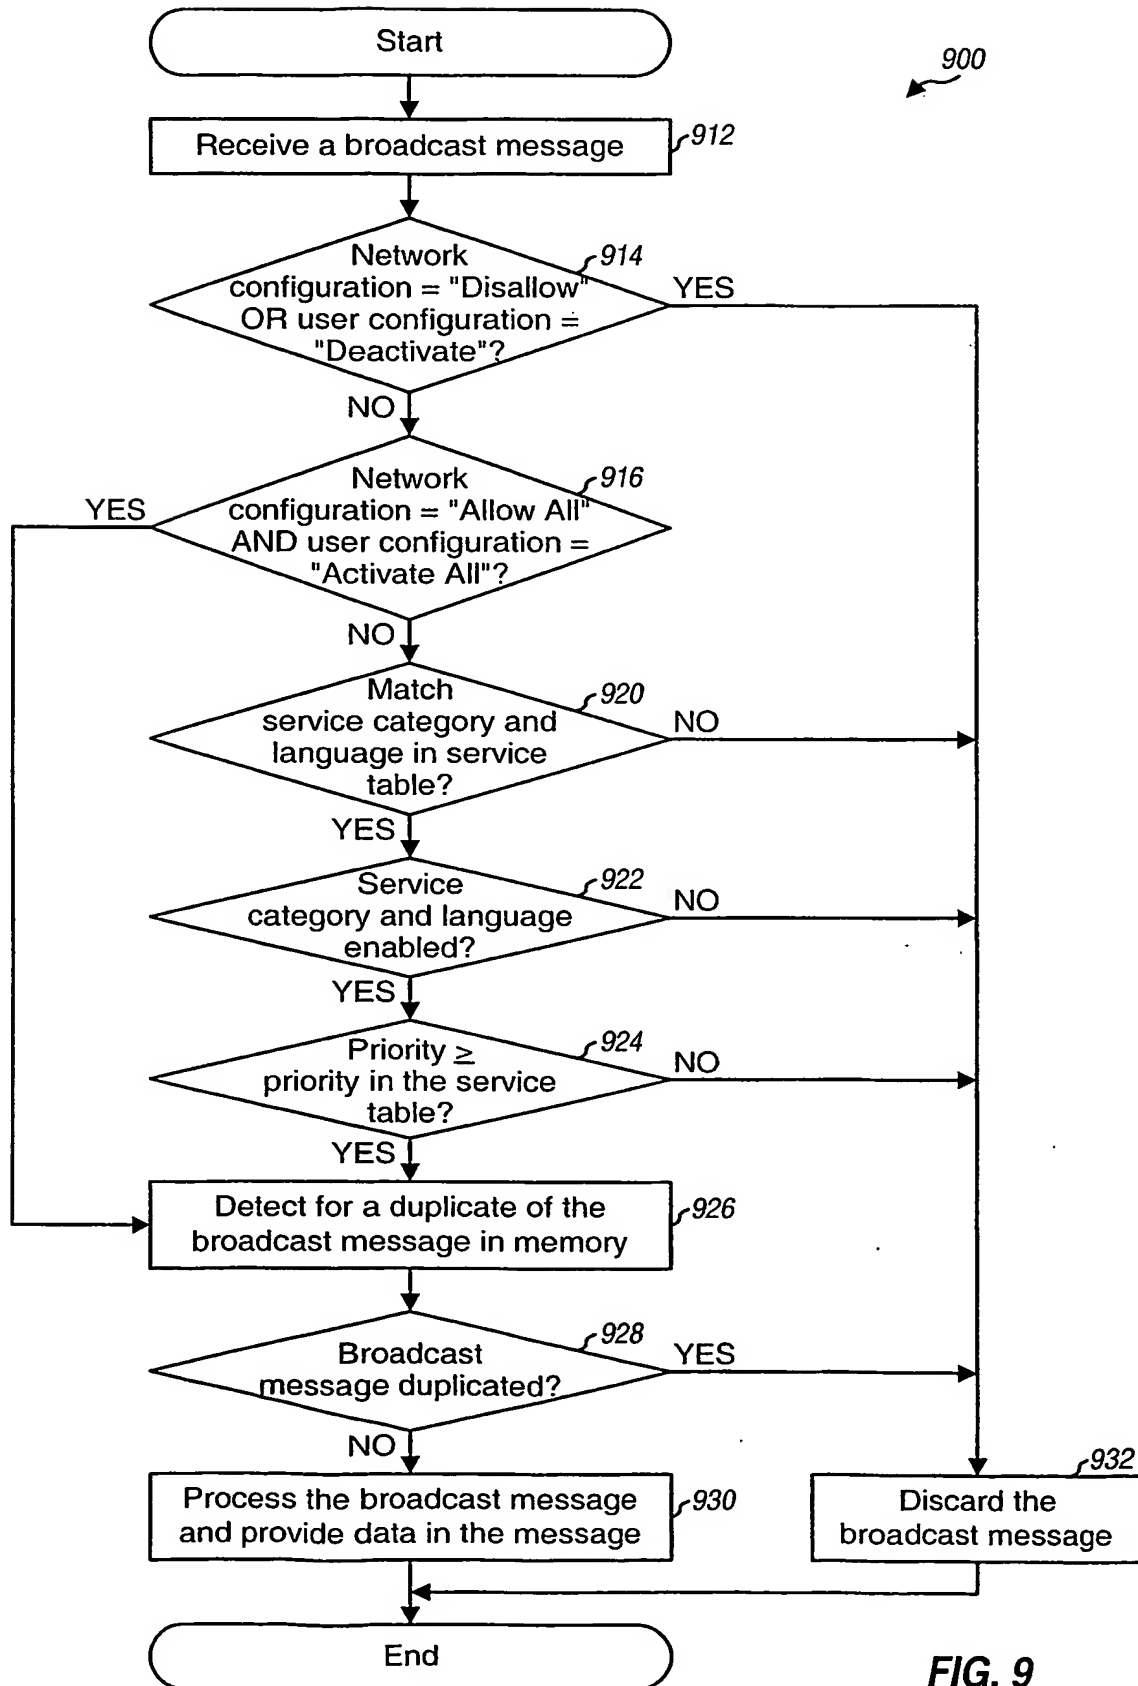 Start
900
Receive a broadcast message
912
Network
configuration = "Disallow"
OR user configuration =
"Deactivate"?
914
YES
NO
Network
configuration = "Allow All"
AND user configuration =
"Activate All"?
916
YES
NO
Match
service category and
language in service
table?
920
NO
YES
Service
category and language
enabled?
922
NO
YES
Priority ≥
priority in the service
table?
924
NO
YES
Detect for a duplicate of the
broadcast message in memory
926
Broadcast
message duplicated?
928
YES
NO
Process the broadcast message
and provide data in the message
930
Discard the
broadcast message
932
End
FIG. 9